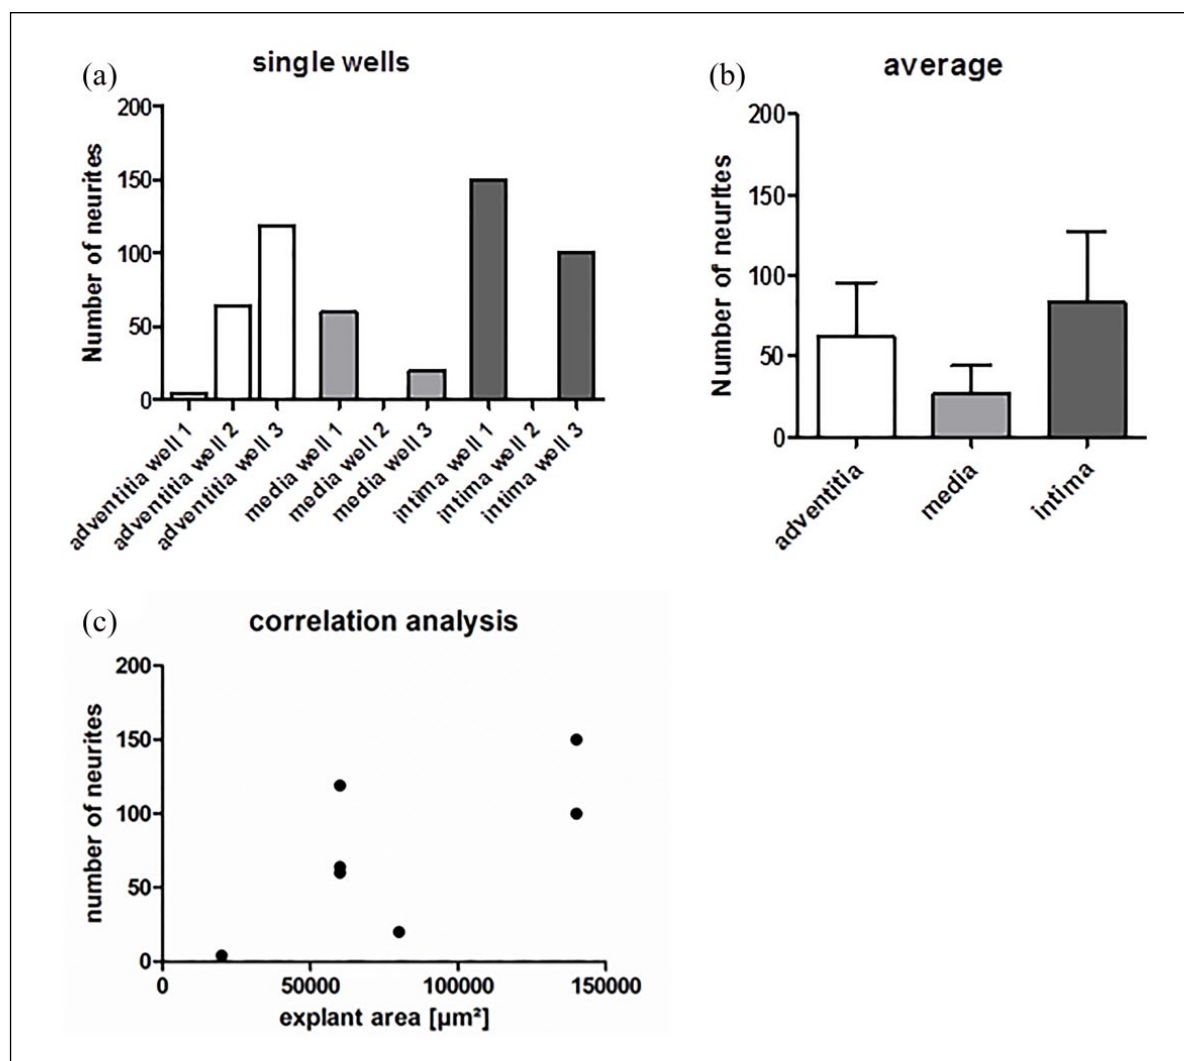 (a)
single wells
Number of neurites
200
150
100
50
0
adventitia well 1
adventitia well 2
adventitia well 3
media well 1
media well 2
media well 3
intima well 1
intima well 2
intima well 3
(b)
average
Number of neurites
200
150
100
50
0
adventitia
media
intima
(c)
correlation analysis
number of neurites
200
150
100
50
0
0 50000 100000 150000
explant area [µm²]